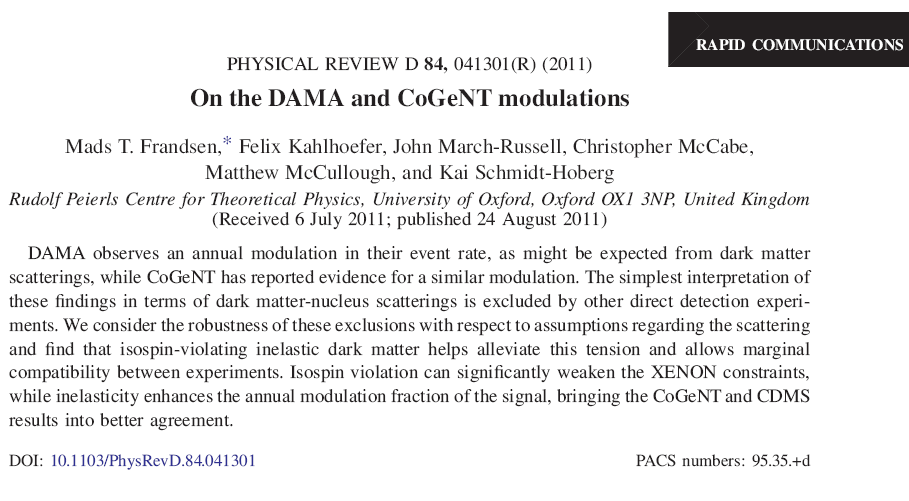 RAPID COMMUNICATIONS
PHYSICAL REVIEW D 84, 041301(R) (2011)
On the DAMA and CoGeNT modulations
Mads T. Frandsen,* Felix Kahlhoefer, John March-Russell, Christopher McCabe,
Matthew McCullough, and Kai Schmidt-Hoberg
Rudolf Peierls Centre for Theoretical Physics, University of Oxford, Oxford OX1 3NP, United Kingdom
(Received 6 July 2011; published 24 August 2011)
DAMA observes an annual modulation in their event rate, as might be expected from dark matter
scatterings, while CoGeNT has reported evidence for a similar modulation. The simplest interpretation of
these findings in terms of dark matter-nucleus scatterings is excluded by other direct detection experi-
ments. We consider the robustness of these exclusions with respect to assumptions regarding the scattering
and find that isospin-violating inelastic dark matter helps alleviate this tension and allows marginal
compatibility between experiments. Isospin violation can significantly weaken the XENON constraints,
while inelasticity enhances the annual modulation fraction of the signal, bringing the CoGeNT and CDMS
results into better agreement.
DOI: 10.1103/PhysRevD.84.041301 PACS numbers: 95.35.+d